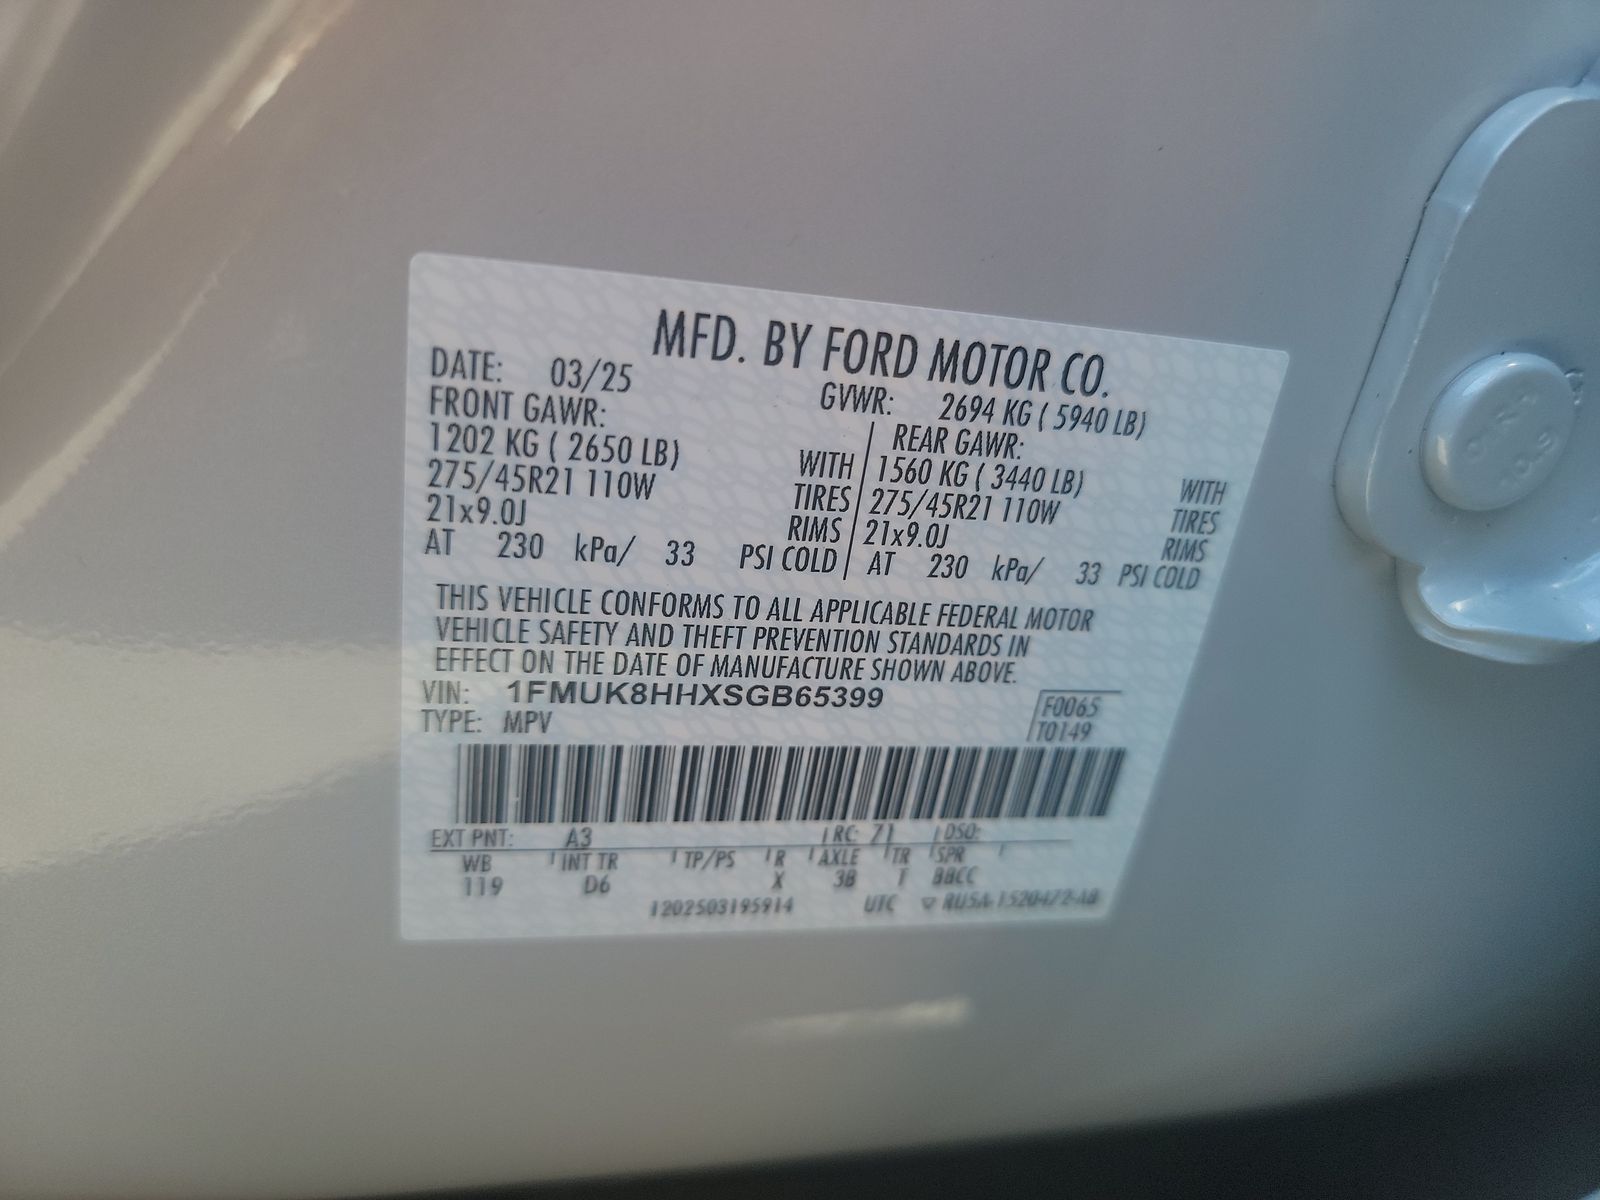 MFD. BY FORD MOTOR CO.
DATE: 03/25 GVWR: 2694 KG ( 5940 LB)
FRONT GAWR: REAR GAWR:
1202 KG ( 2650 LB) WITH 1560 KG ( 3440 LB) WITH
275/45R21 110W TIRES 275/45R21 110W TIRES
21x9.0J RIMS 21x9.0J RIMS
AT 230 kPa/ 33 PSI COLD AT 230 kPa/ 33 PSI COLD
THIS VEHICLE CONFORMS TO ALL APPLICABLE FEDERAL MOTOR
VEHICLE SAFETY AND THEFT PREVENTION STANDARDS IN
EFFECT ON THE DATE OF MANUFACTURE SHOWN ABOVE.
VIN: 1FMUK8HHXSGB65399 F0065
TYPE: MPV T0149
EXT PNT: A3 RC: 71 DSO:
WB INT TR TP/PS R AXLE TR SPR
119 D6 X 3B T BBCC
1202503195914 UTC